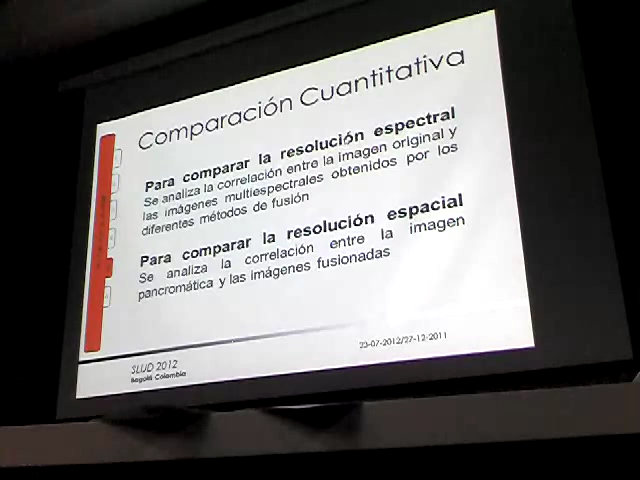 Comparación Cuantitativa
Para comparar la resolución espectral
Se analiza la correlación entre la imagen original y
las imágenes multiespectrales obtenidos por los
diferentes métodos de fusión
Para comparar la resolución espacial
Se analiza la correlación entre la imagen
pancromática y las imágenes fusionadas
SLUD 2012
Bogotá Colombia
23-07-2012/27-12-2011